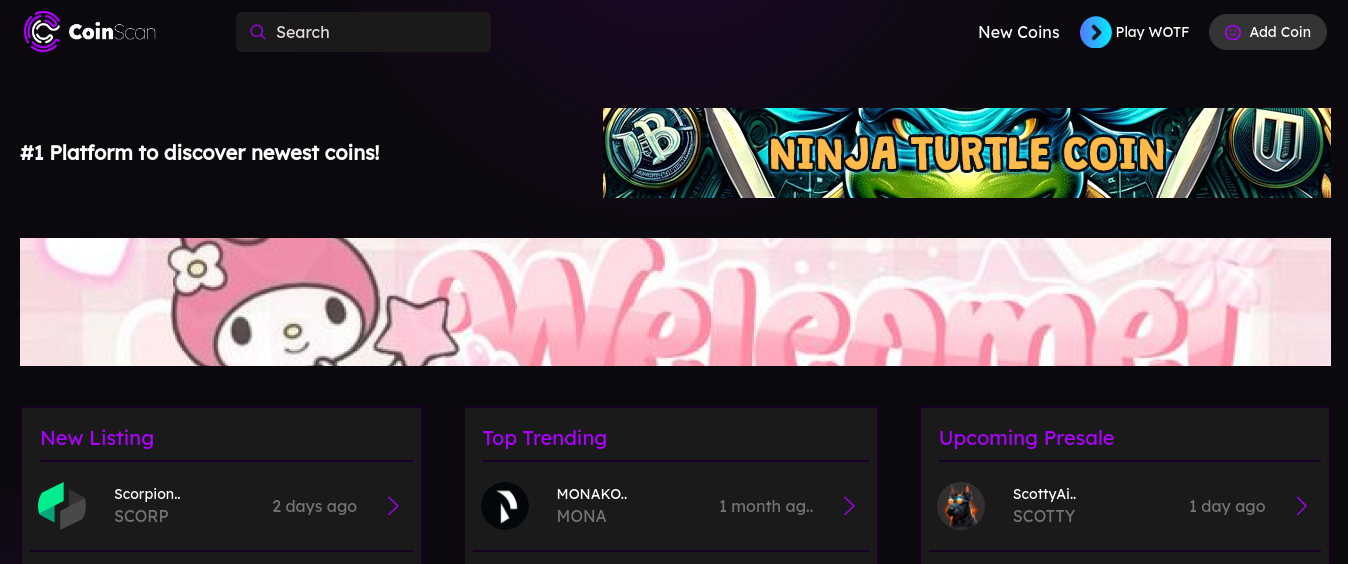 CoinScan
Search
New Coins
Play WOTF
Add Coin
#1 Platform to discover newest coins!
NINJA TURTLE COIN
Welcome!
New Listing
Scorpion..
SCORP
2 days ago
Top Trending
MONAKO..
MONA
1 month ag..
Upcoming Presale
ScottyAi..
SCOTTY
1 day ago